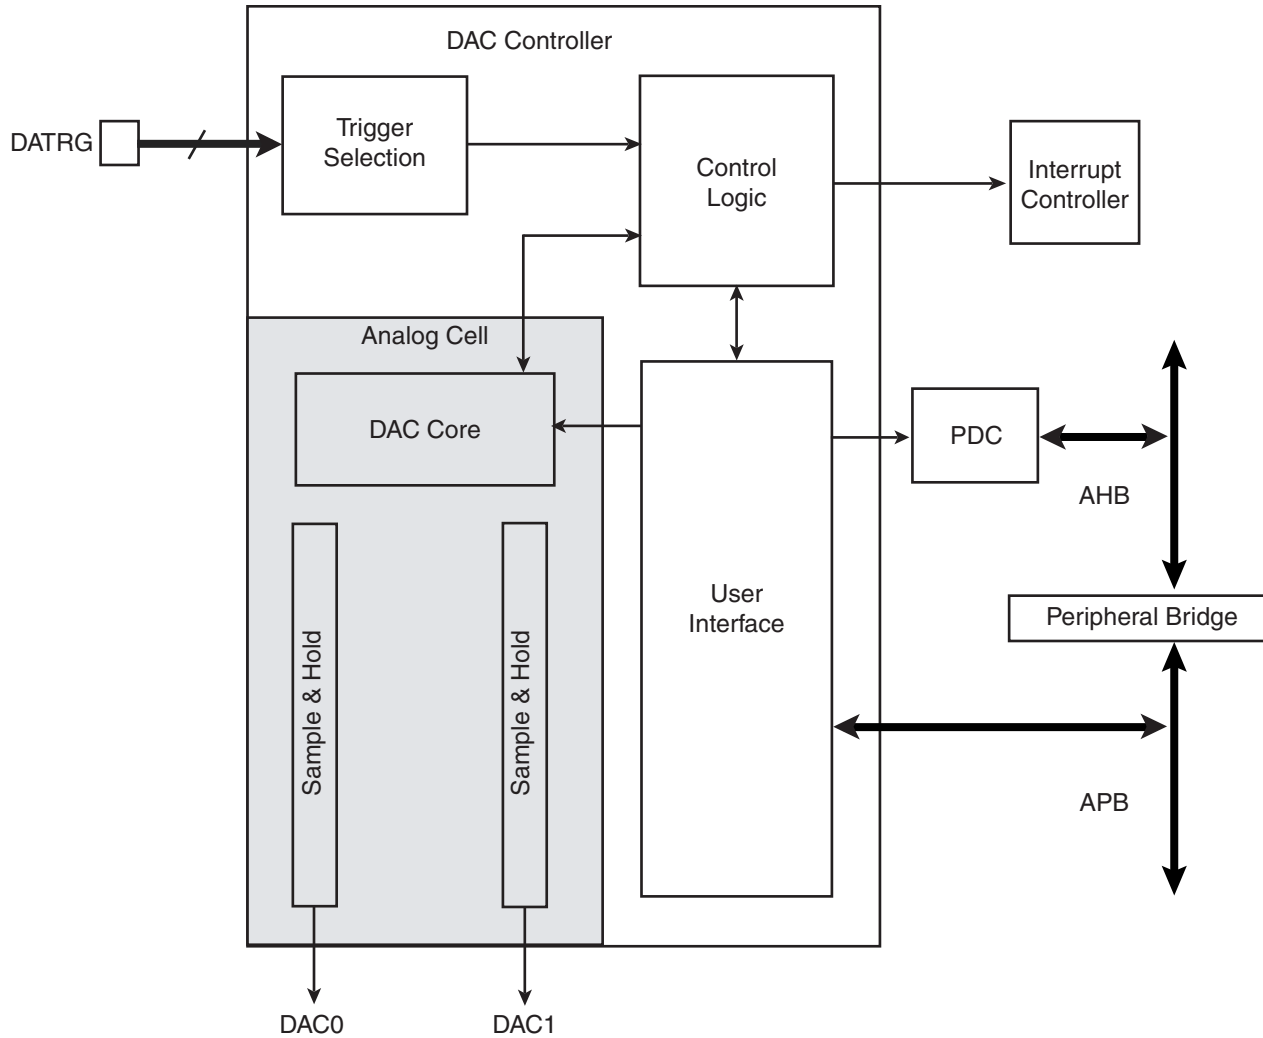 DAC Controller
DATRG
Trigger
Selection
Control
Logic
Interrupt
Controller
Analog Cell
DAC Core
PDC
AHB
User
Interface
Peripheral Bridge
Sample & Hold
Sample & Hold
APB
DAC0
DAC1